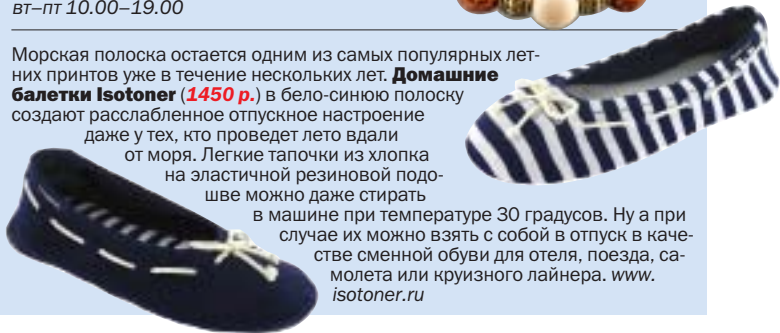 вт–пт 10.00–19.00
Морская полоска остается одним из самых популярных лет-
них принтов уже в течение нескольких лет. Домашние
балетки Isotoner (1450 р.) в бело-синюю полоску
создают расслабленное отпускное настроение
даже у тех, кто проведет лето вдали
от моря. Легкие тапочки из хлопка
на эластичной резиновой подо-
шве можно даже стирать
в машине при температуре 30 градусов. Ну а при
случае их можно взять с собой в отпуск в каче-
стве сменной обуви для отеля, поезда, са-
молета или круизного лайнера. www.
isotoner.ru